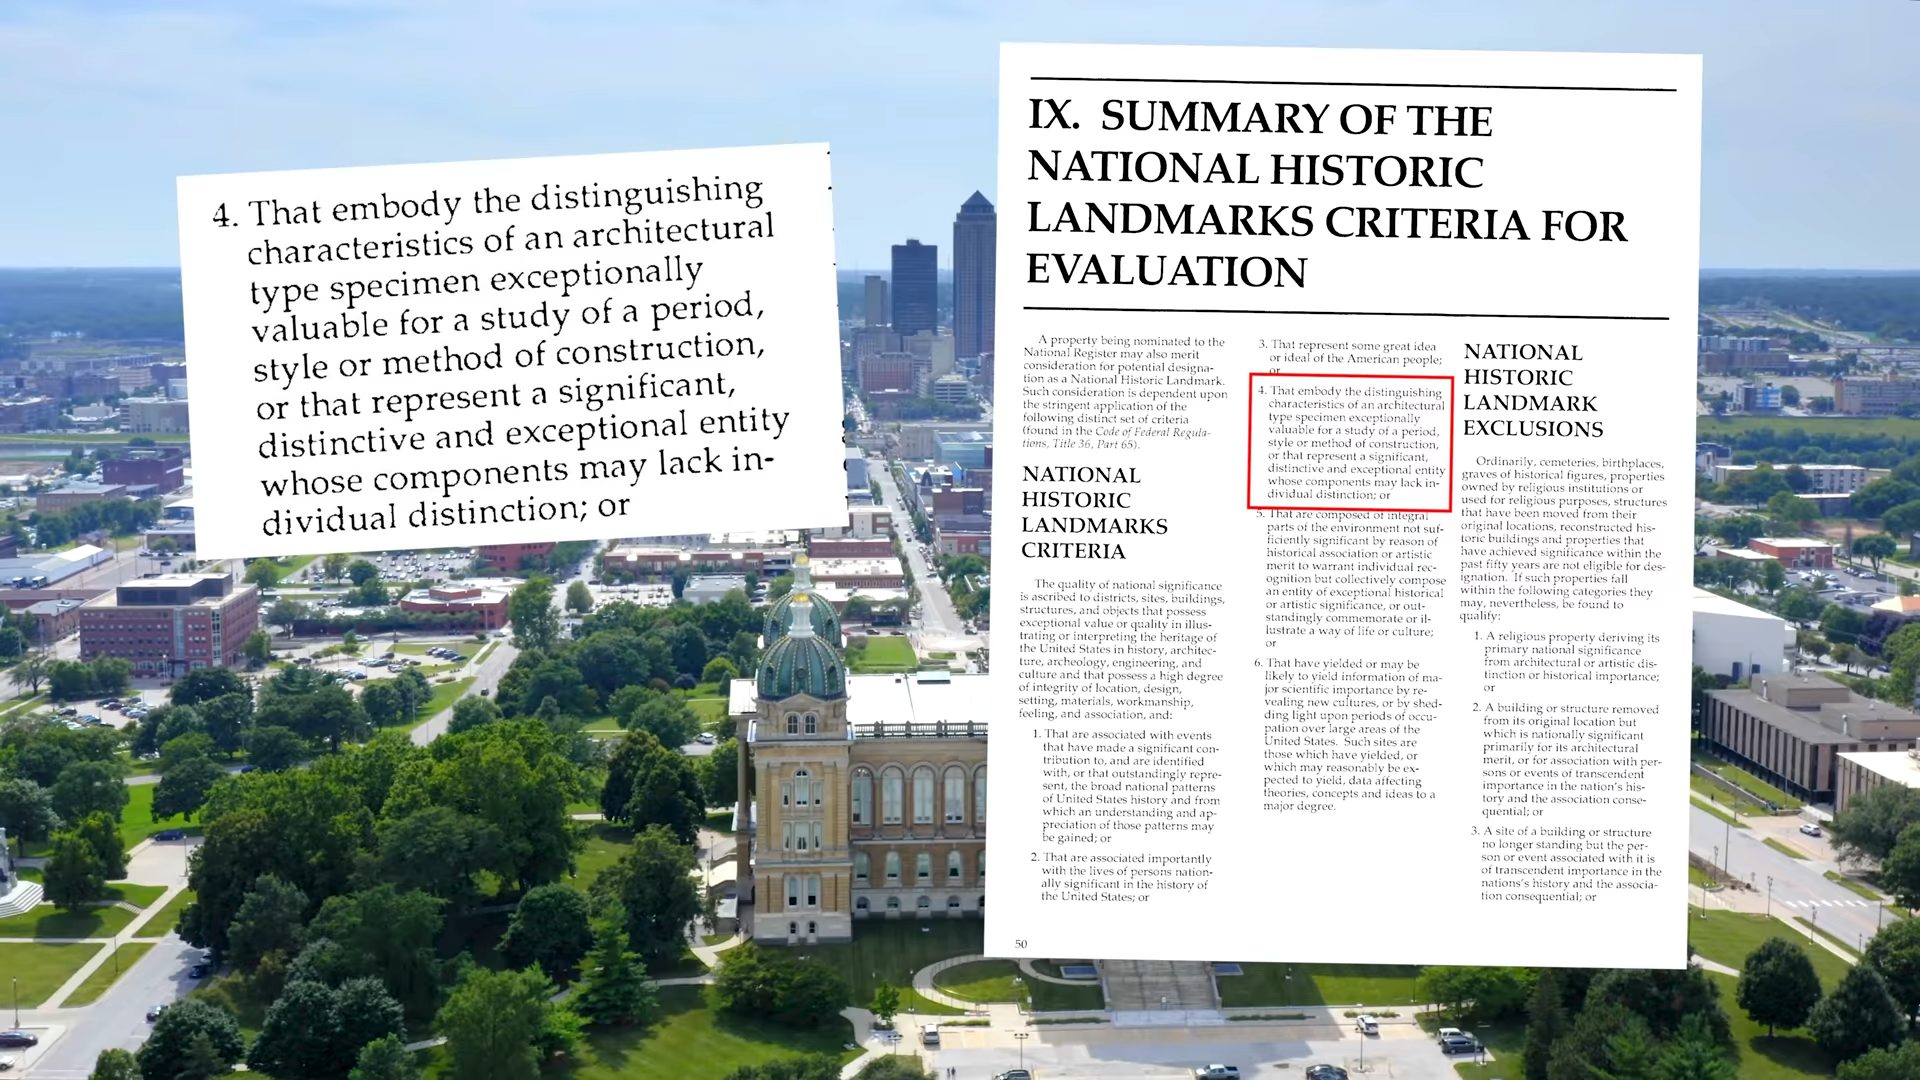 4. That embody the distinguishing
characteristics of an architectural
type specimen exceptionally
valuable for a study of a period,
style or method of construction,
or that represent a significant,
distinctive and exceptional entity
whose components may lack in-
dividual distinction; or
IX. SUMMARY OF THE
NATIONAL HISTORIC
LANDMARKS CRITERIA FOR
EVALUATION
A property being nominated to the
National Register may also merit
consideration for potential designa-
tion as a National Historic Landmark.
Such consideration is dependent upon
the stringent application of the
following distinct set of criteria
(found in the Code of Federal Regula-
tions, Title 36, Part 65).
NATIONAL
HISTORIC
LANDMARKS
CRITERIA
The quality of national significance
is ascribed to districts, sites, buildings,
structures, and objects that possess
exceptional value or quality in illus-
trating or interpreting the heritage of
the United States in history, architec-
ture, archeology, engineering, and
culture and that possess a high degree
of integrity of location, design,
setting, materials, workmanship,
feeling, and association, and:
1. That are associated with events
that have made a significant con-
tribution to, and are identified
with, or that outstandingly repre-
sent, the broad national patterns
of United States history and from
which an understanding and ap-
preciation of those patterns may
be gained; or
2. That are associated importantly
with the lives of persons nation-
ally significant in the history of
the United States; or
3. That represent some great idea
or ideal of the American people;
or
4. That embody the distinguishing
characteristics of an architectural
type specimen exceptionally
valuable for a study of a period,
style or method of construction,
or that represent a significant,
distinctive and exceptional entity
whose components may lack in-
dividual distinction; or
5. That are composed of integral
parts of the environment not suf-
ficiently significant by reason of
historical association or artistic
merit to warrant individual rec-
ognition but collectively compose
an entity of exceptional historical
or artistic significance, or out-
standingly commemorate or il-
lustrate a way of life or culture;
or
6. That have yielded or may be
likely to yield information of ma-
jor scientific importance by re-
vealing new cultures, or by shed-
ding light upon periods of occu-
pation over large areas of the
United States. Such sites are
those which have yielded, or
which may reasonably be ex-
pected to yield, data affecting
theories, concepts and ideas to a
major degree.
NATIONAL
HISTORIC
LANDMARK
EXCLUSIONS
Ordinarily, cemeteries, birthplaces,
graves of historical figures, properties
owned by religious institutions or
used for religious purposes, structures
that have been moved from their
original locations, reconstructed his-
toric buildings and properties that
have achieved significance within the
past fifty years are not eligible for des-
ignation. If such properties fall
within the following categories they
may, nevertheless, be found to
qualify:
1. A religious property deriving its
primary national significance
from architectural or artistic dis-
tinction or historical importance;
or
2. A building or structure removed
from its original location but
which is nationally significant
primarily for its architectural
merit, or for association with per-
sons or events of transcendent
importance in the nation's his-
tory and the association conse-
quential; or
3. A site of a building or structure
no longer standing but the per-
son or event associated with it is
of transcendent importance in the
nations's history and the associa-
tion consequential; or
50